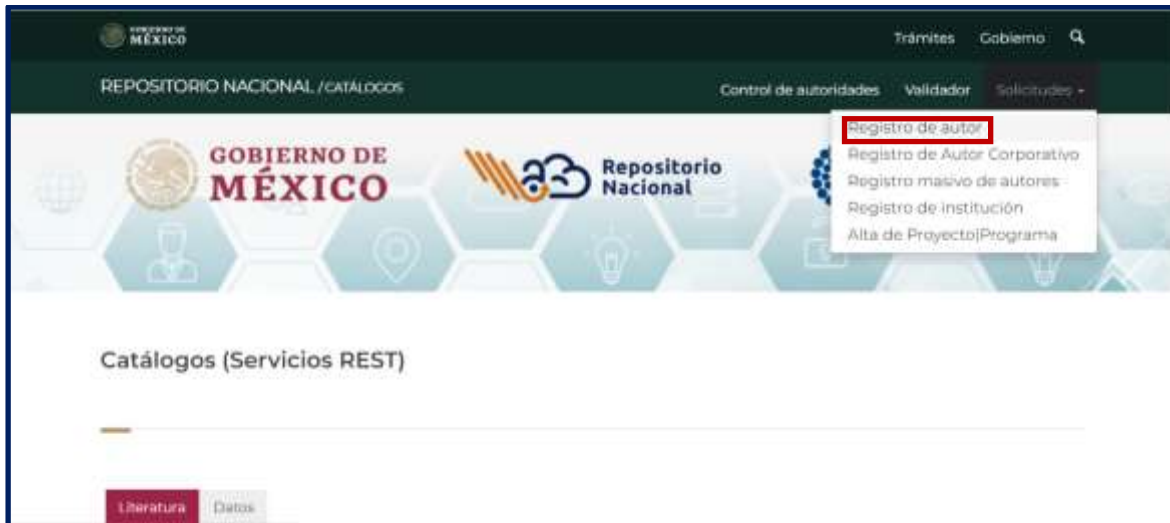 GOBIERNO DE
MÉXICO
Trámites Gobierno
REPOSITORIO NACIONAL / CATÁLOGOS
Control de autoridades Validador Solicitudes
Registro de autor
Registro de Autor Corporativo
Registro masivo de autores
Registro de institución
Alta de Proyecto|Programa
GOBIERNO DE
MÉXICO
Repositorio
Nacional
Catálogos (Servicios REST)
Literatura Datos